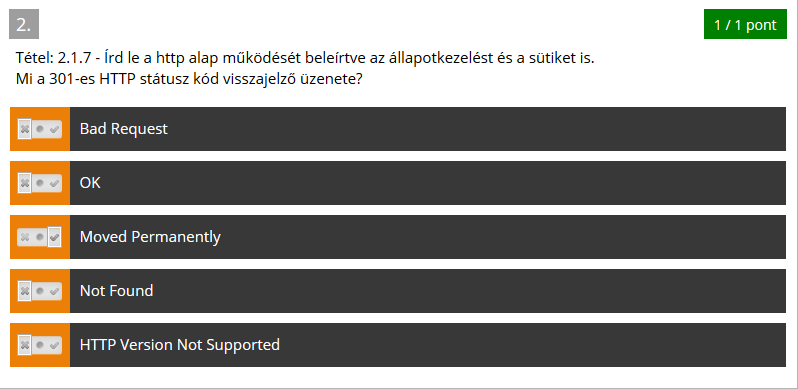 2.
1 / 1 pont
Tétel: 2.1.7 - Írd le a http alap működését beleírtve az állapotkezelést és a sütiket is.
Mi a 301-es HTTP státusz kód visszajelző üzenete?
Bad Request
OK
Moved Permanently
Not Found
HTTP Version Not Supported